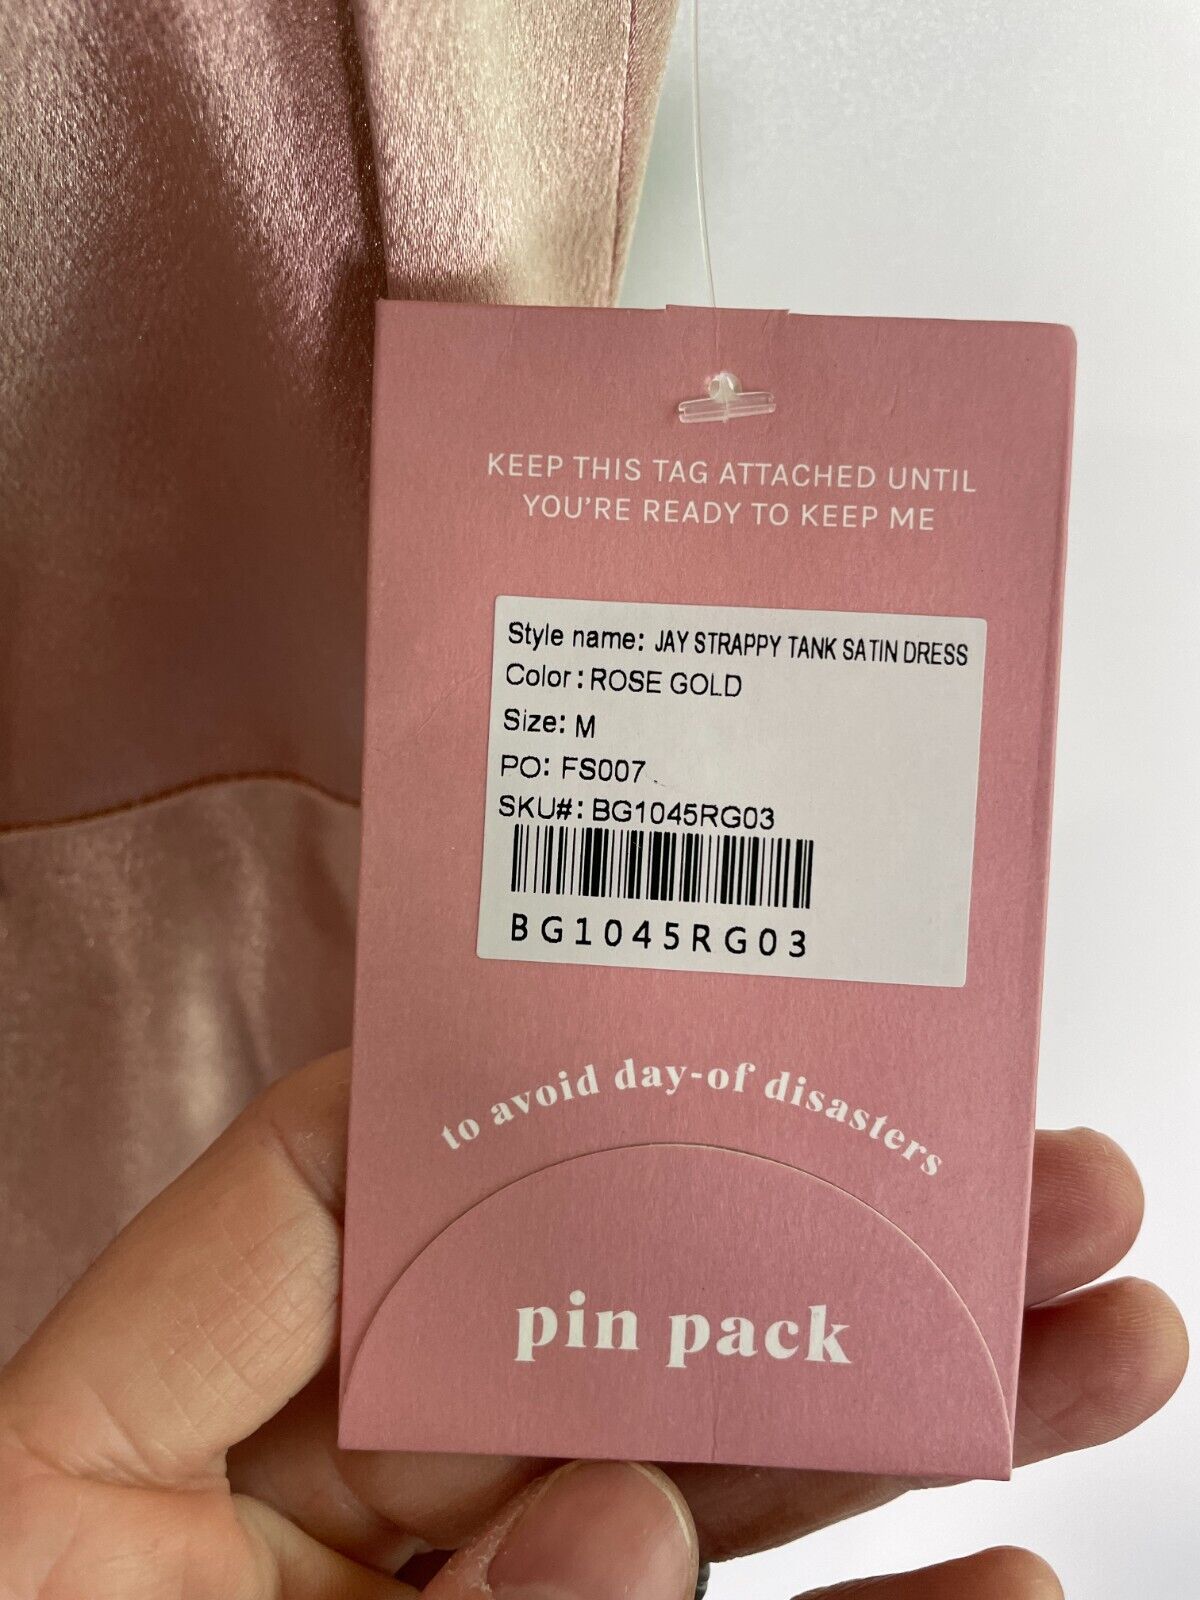 KEEP THIS TAG ATTACHED UNTIL
YOU'RE READY TO KEEP ME
Style name: JAY STRAPPY TANK SATIN DRESS
Color: ROSE GOLD
Size: M
PO: FS007
SKU#: BG1045RG03
BG1045RG03
to avoid day-of disasters
pin pack